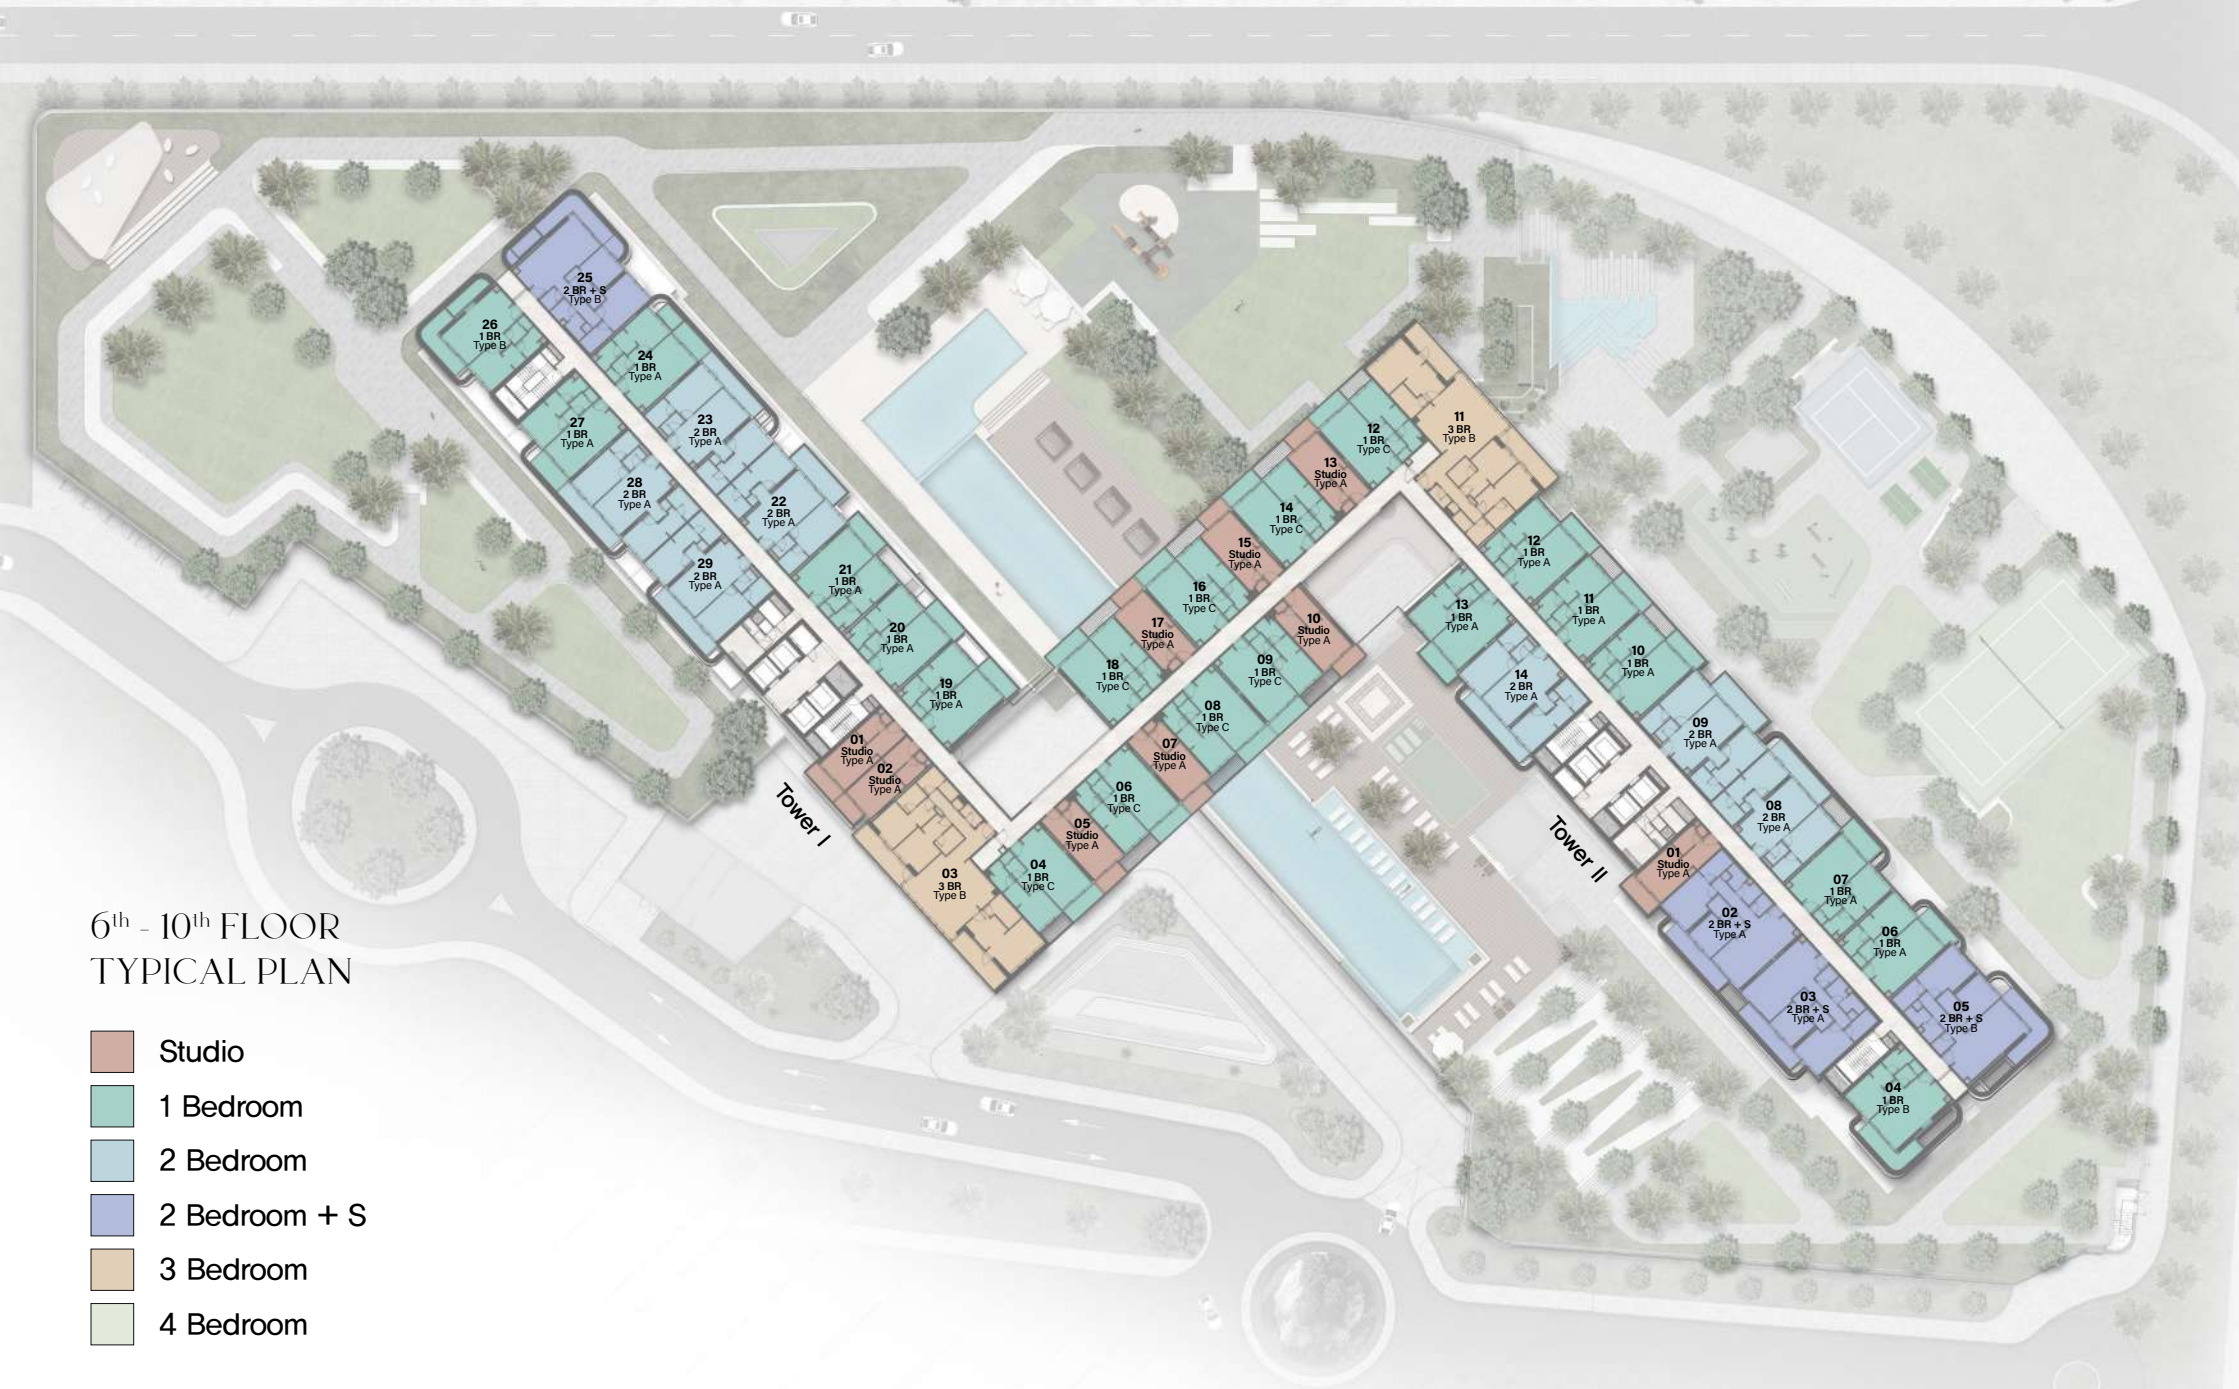 25
2 BR + S
Type B
26
1 BR
Type B
24
1 BR
Type A
27
1 BR
Type A
23
2 BR
Type A
28
2 BR
Type A
22
2 BR
Type A
29
2 BR
Type A
21
1 BR
Type A
20
1 BR
Type A
19
1 BR
Type A
01
Studio
Type A
02
Studio
Type A
03
3 BR
Type B
04
1 BR
Type C
05
Studio
Type A
06
1 BR
Type C
07
Studio
Type A
08
1 BR
Type C
09
1 BR
Type C
10
Studio
Type A
18
1 BR
Type C
17
Studio
Type A
16
1 BR
Type C
15
Studio
Type A
14
1 BR
Type C
13
Studio
Type A
12
1 BR
Type C
11
3 BR
Type B
Tower I
12
1 BR
Type A
11
1 BR
Type A
10
1 BR
Type A
13
1 BR
Type A
14
2 BR
Type A
09
2 BR
Type A
08
2 BR
Type A
07
1 BR
Type A
06
1 BR
Type A
05
2 BR + S
Type B
01
Studio
Type A
02
2 BR + S
Type A
03
2 BR + S
Type A
04
1 BR
Type B
Tower II
6th - 10th FLOOR
TYPICAL PLAN
Studio
1 Bedroom
2 Bedroom
2 Bedroom + S
3 Bedroom
4 Bedroom